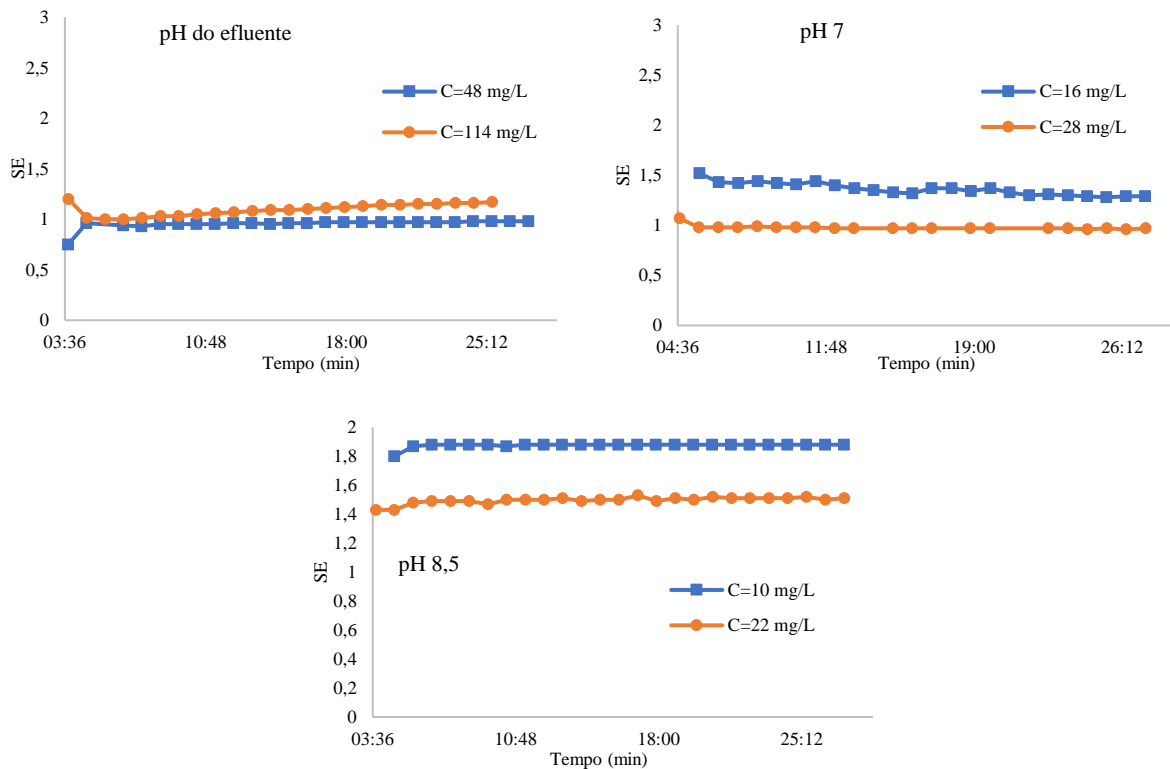 pH do efluente
3
2,5
2
1,5
1
0,5
0
SE
C=48 mg/L
C=114 mg/L
03:36 10:48 18:00 25:12
Tempo (min)
pH 7
3
2,5
2
1,5
1
0,5
0
SE
C=16 mg/L
C=28 mg/L
04:36 11:48 19:00 26:12
Tempo (min)
2
1,8
1,6
1,4
1,2
1
0,8
0,6
0,4
0,2
0
SE
pH 8,5
C=10 mg/L
C=22 mg/L
03:36 10:48 18:00 25:12
Tempo (min)